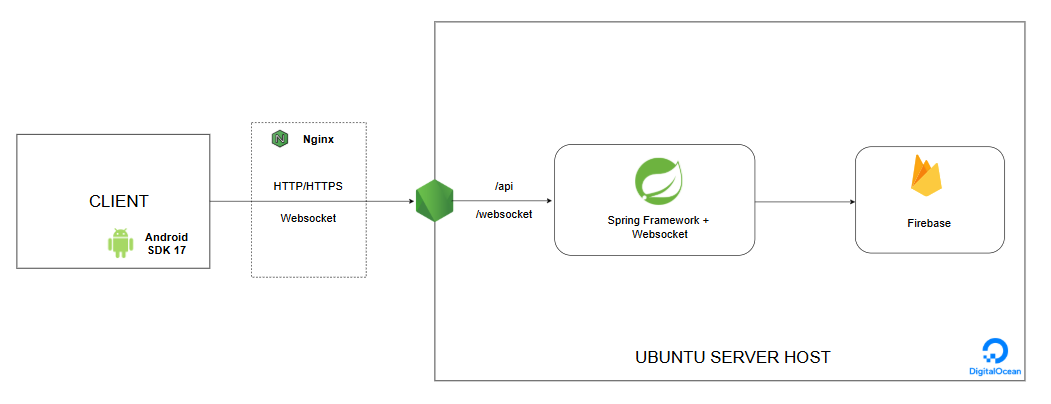 Nginx
HTTP/HTTPS
CLIENT
Websocket
Android
SDK 17
/api
/websocket
Spring Framework +
Websocket
Firebase
UBUNTU SERVER HOST
DigitalOcean